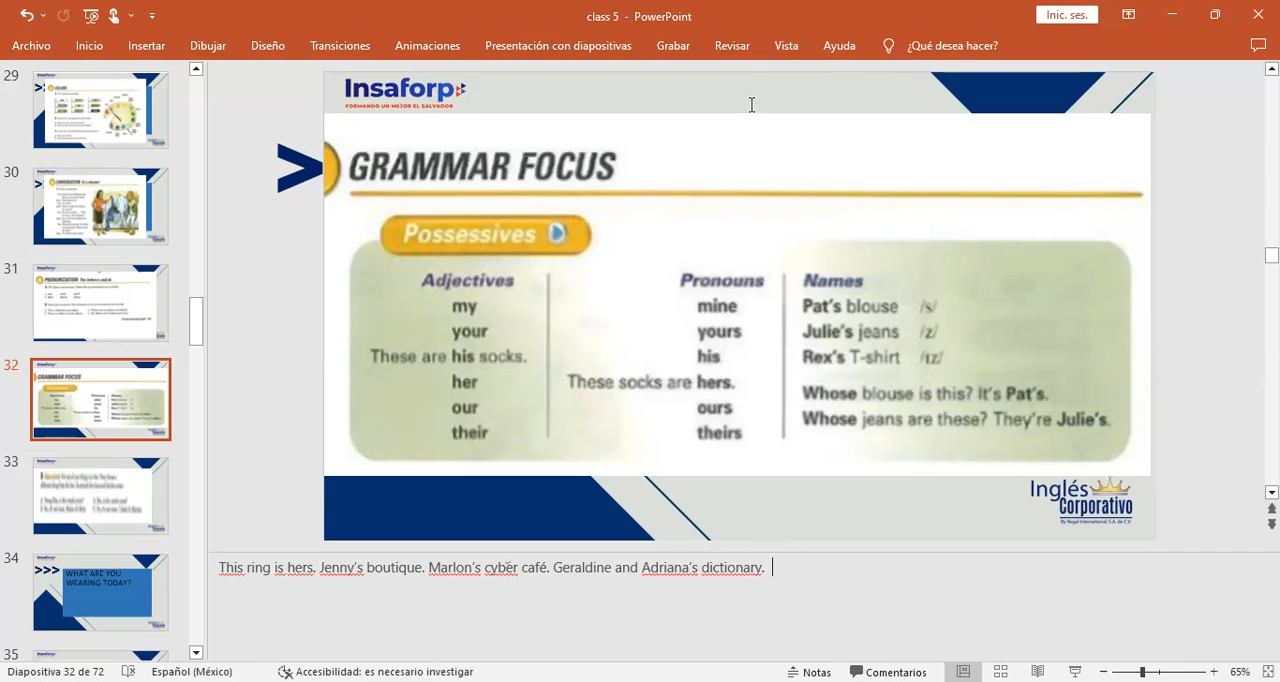 class 5 - PowerPoint
Inic. ses.
Archivo Inicio Insertar Dibujar Diseño Transiciones Animaciones Presentación con diapositivas Grabar Revisar Vista Ayuda ¿Qué desea hacer?
29
30
31
32
33
34
WHAT ARE YOU
WEARING TODAY?
35
Insaforp
FORMANDO UN MEJOR EL SALVADOR
GRAMMAR FOCUS
Possessives
Adjectives Pronouns Names
my mine Pat's blouse /s/
your yours Julie's jeans /z/
These are his socks. his Rex's T-shirt /ɪz/
her These socks are hers.
Whose blouse is this? It's Pat's.
our ours
Whose jeans are these? They're Julie's.
their theirs
Inglés
Corporativo
By Regal International, S.A. de C.V.
This ring is hers. Jenny's boutique. Marlon's cyber café. Geraldine and Adriana's dictionary.
Diapositiva 32 de 72 Español (México) Accesibilidad: es necesario investigar Notas Comentarios 65%